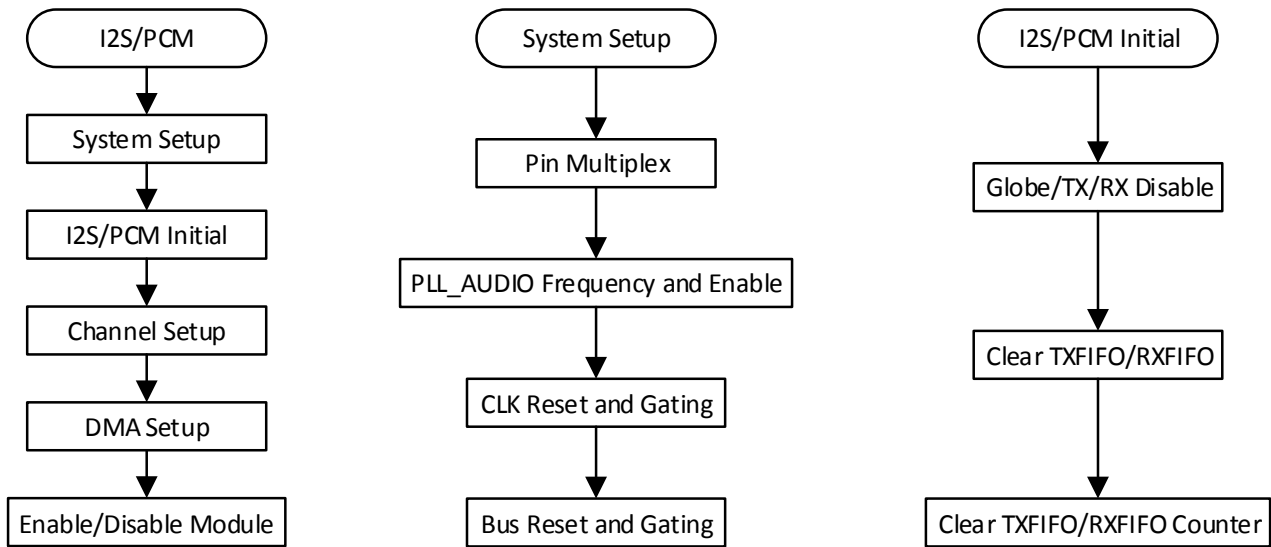 I2S/PCM
System Setup
I2S/PCM Initial
Channel Setup
DMA Setup
Enable/Disable Module
System Setup
Pin Multiplex
PLL_AUDIO Frequency and Enable
CLK Reset and Gating
Bus Reset and Gating
I2S/PCM Initial
Globe/TX/RX Disable
Clear TXFIFO/RXFIFO
Clear TXFIFO/RXFIFO Counter